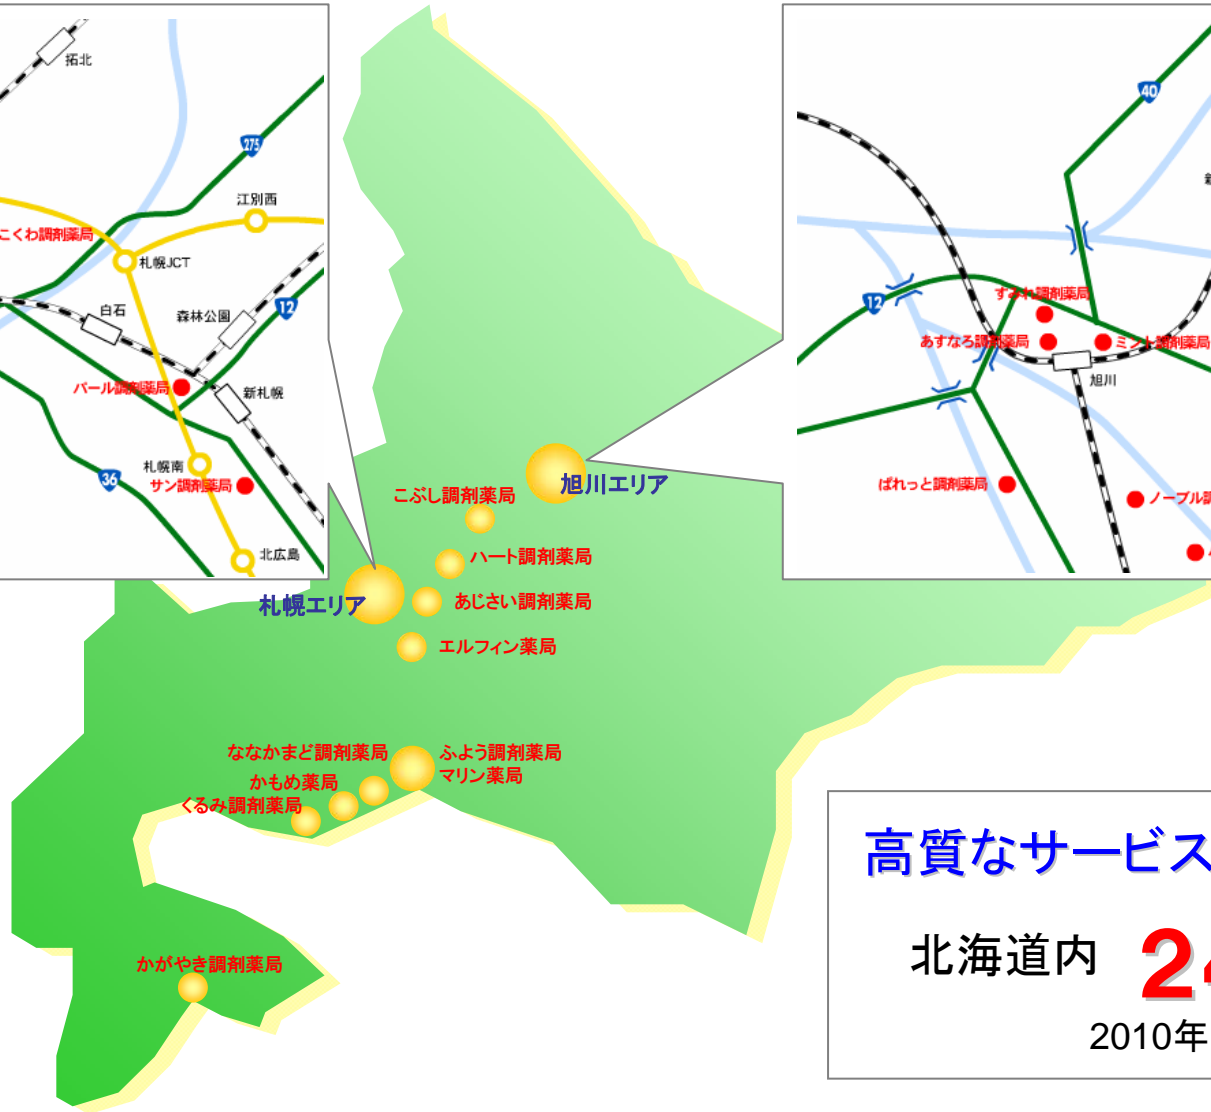 拓北
275
江別西
こくわ調剤薬局
札幌JCT
白石
森林公園
12
パール調剤薬局
新札幌
札幌南
36
サン調剤薬局
北広島
40
12
すみれ調剤薬局
あすなろ調剤薬局
ミント調剤薬局
旭川
ぱれっと調剤薬局
ノーブル
旭川エリア
こぶし調剤薬局
ハート調剤薬局
札幌エリア
あじさい調剤薬局
エルフィン薬局
ななかまど調剤薬局
ふよう調剤薬局
マリン薬局
かもめ薬局
くるみ調剤薬局
かがやき調剤薬局
高質なサービス
北海道内 24
2010年